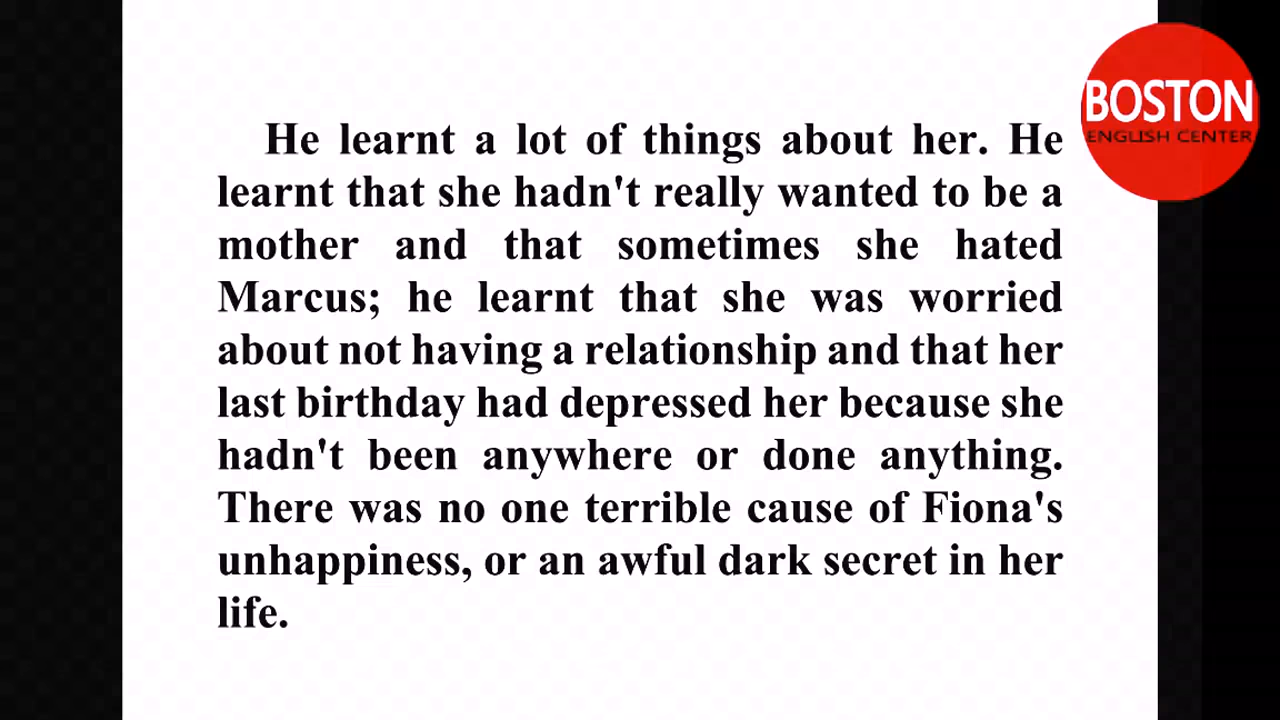 BOSTON
ENGLISH CENTER
He learnt a lot of things about her. He
learnt that she hadn't really wanted to be a
mother and that sometimes she hated
Marcus; he learnt that she was worried
about not having a relationship and that her
last birthday had depressed her because she
hadn't been anywhere or done anything.
There was no one terrible cause of Fiona's
unhappiness, or an awful dark secret in her
life.